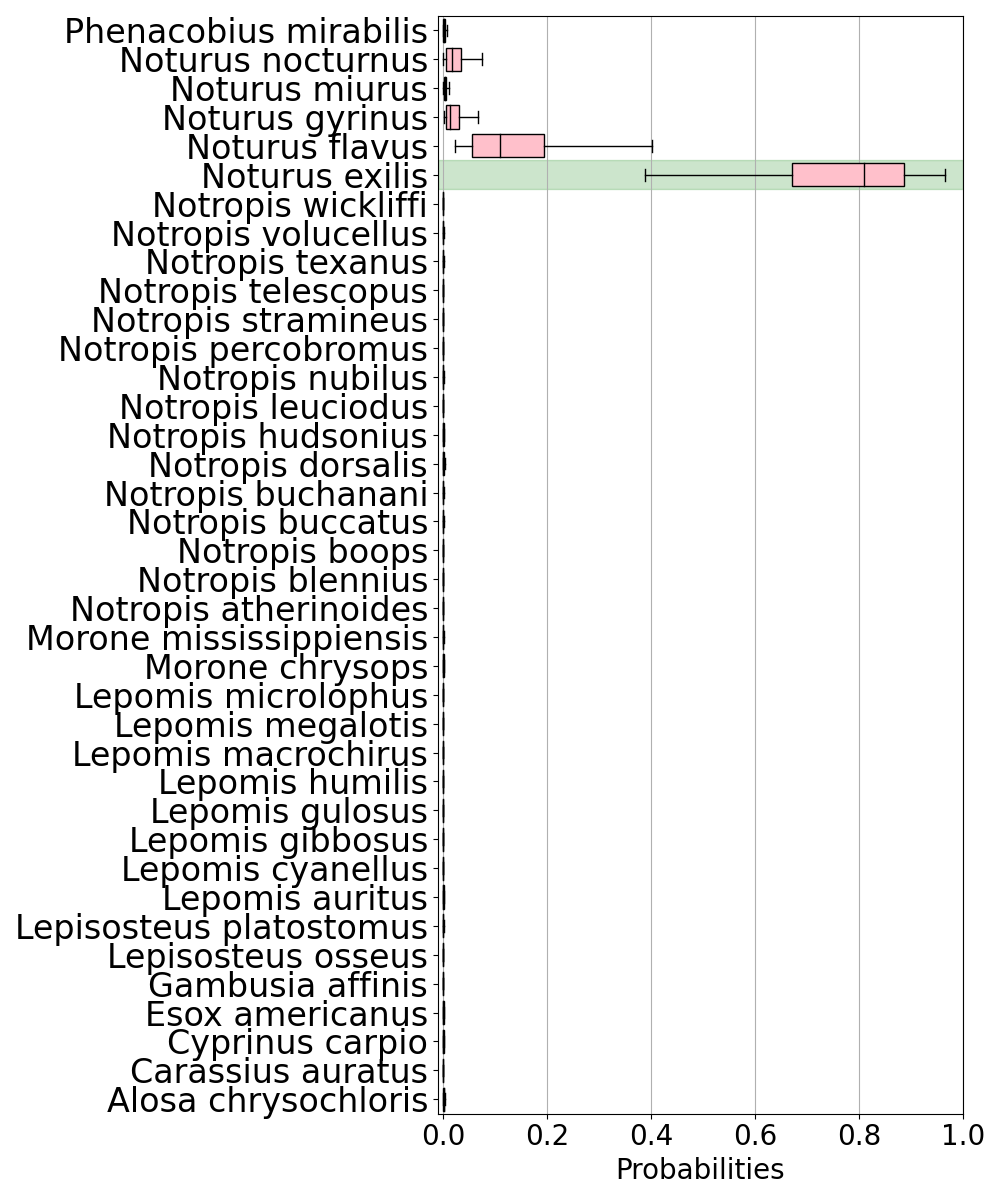 Phenacobius mirabilis
Noturus nocturnus
Noturus miurus
Noturus gyrinus
Noturus flavus
Noturus exilis
Notropis wickliffi
Notropis volucellus
Notropis texanus
Notropis telescopus
Notropis stramineus
Notropis percobromus
Notropis nubilus
Notropis leuciodus
Notropis hudsonius
Notropis dorsalis
Notropis buchanani
Notropis buccatus
Notropis boops
Notropis blennius
Notropis atherinoides
Morone mississippiensis
Morone chrysops
Lepomis microlophus
Lepomis megalotis
Lepomis macrochirus
Lepomis humilis
Lepomis gulosus
Lepomis gibbosus
Lepomis cyanellus
Lepomis auritus
Lepisosteus platostomus
Lepisosteus osseus
Gambusia affinis
Esox americanus
Cyprinus carpio
Carassius auratus
Alosa chrysochloris
0.0 0.2 0.4 0.6 0.8 1.0
Probabilities